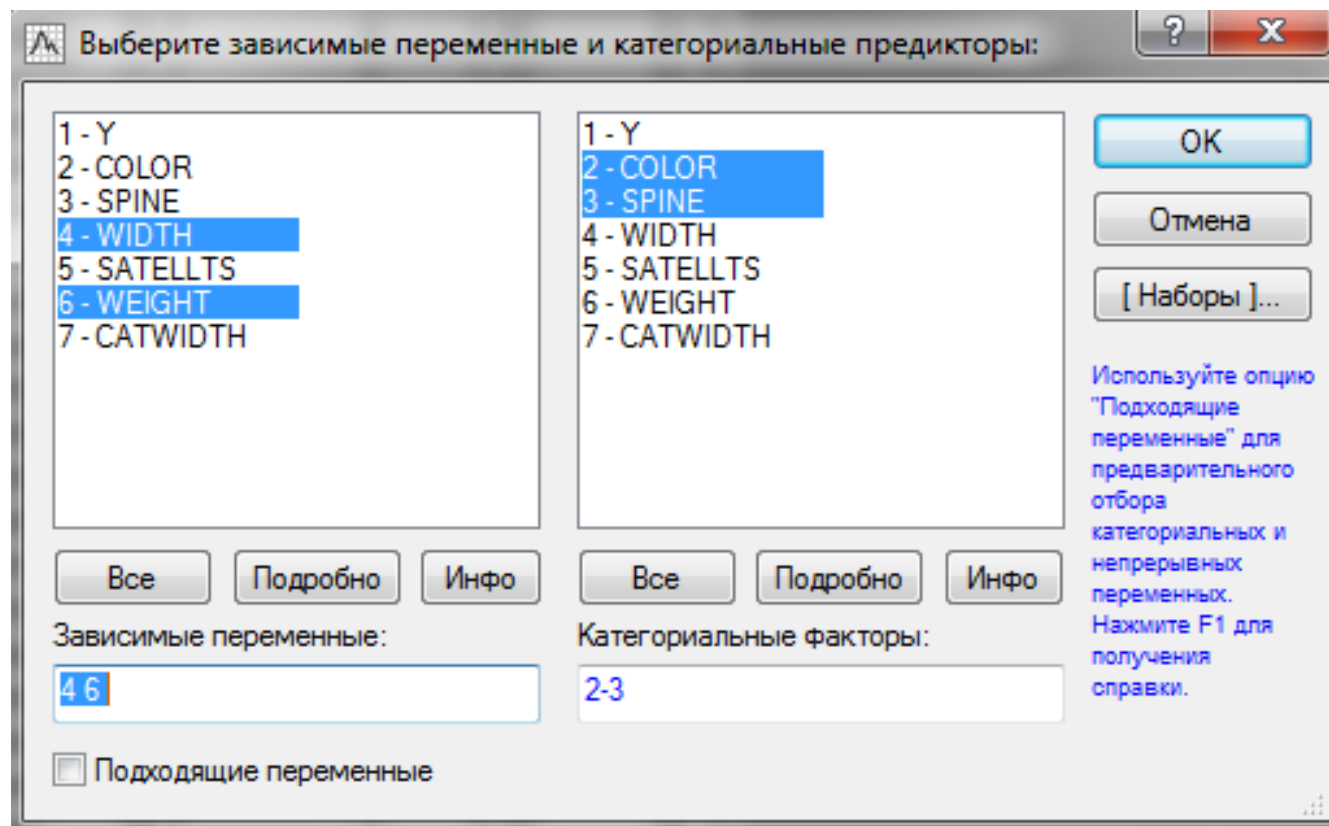 Выберите зависимые переменные и категориальные предикторы:
1 - Y
2 - COLOR
3 - SPINE
4 - WIDTH
5 - SATELLTS
6 - WEIGHT
7 - CATWIDTH
Все Подробно Инфо
Зависимые переменные:
4 6
1 - Y
2 - COLOR
3 - SPINE
4 - WIDTH
5 - SATELLTS
6 - WEIGHT
7 - CATWIDTH
Все Подробно Инфо
Категориальные факторы:
2-3
Подходящие переменные
?
X
OK
Отмена
[ Наборы ]...
Используйте опцию
"Подходящие
переменные" для
предварительного
отбора
категориальных и
непрерывных
переменных.
Нажмите F1 для
получения
справки.